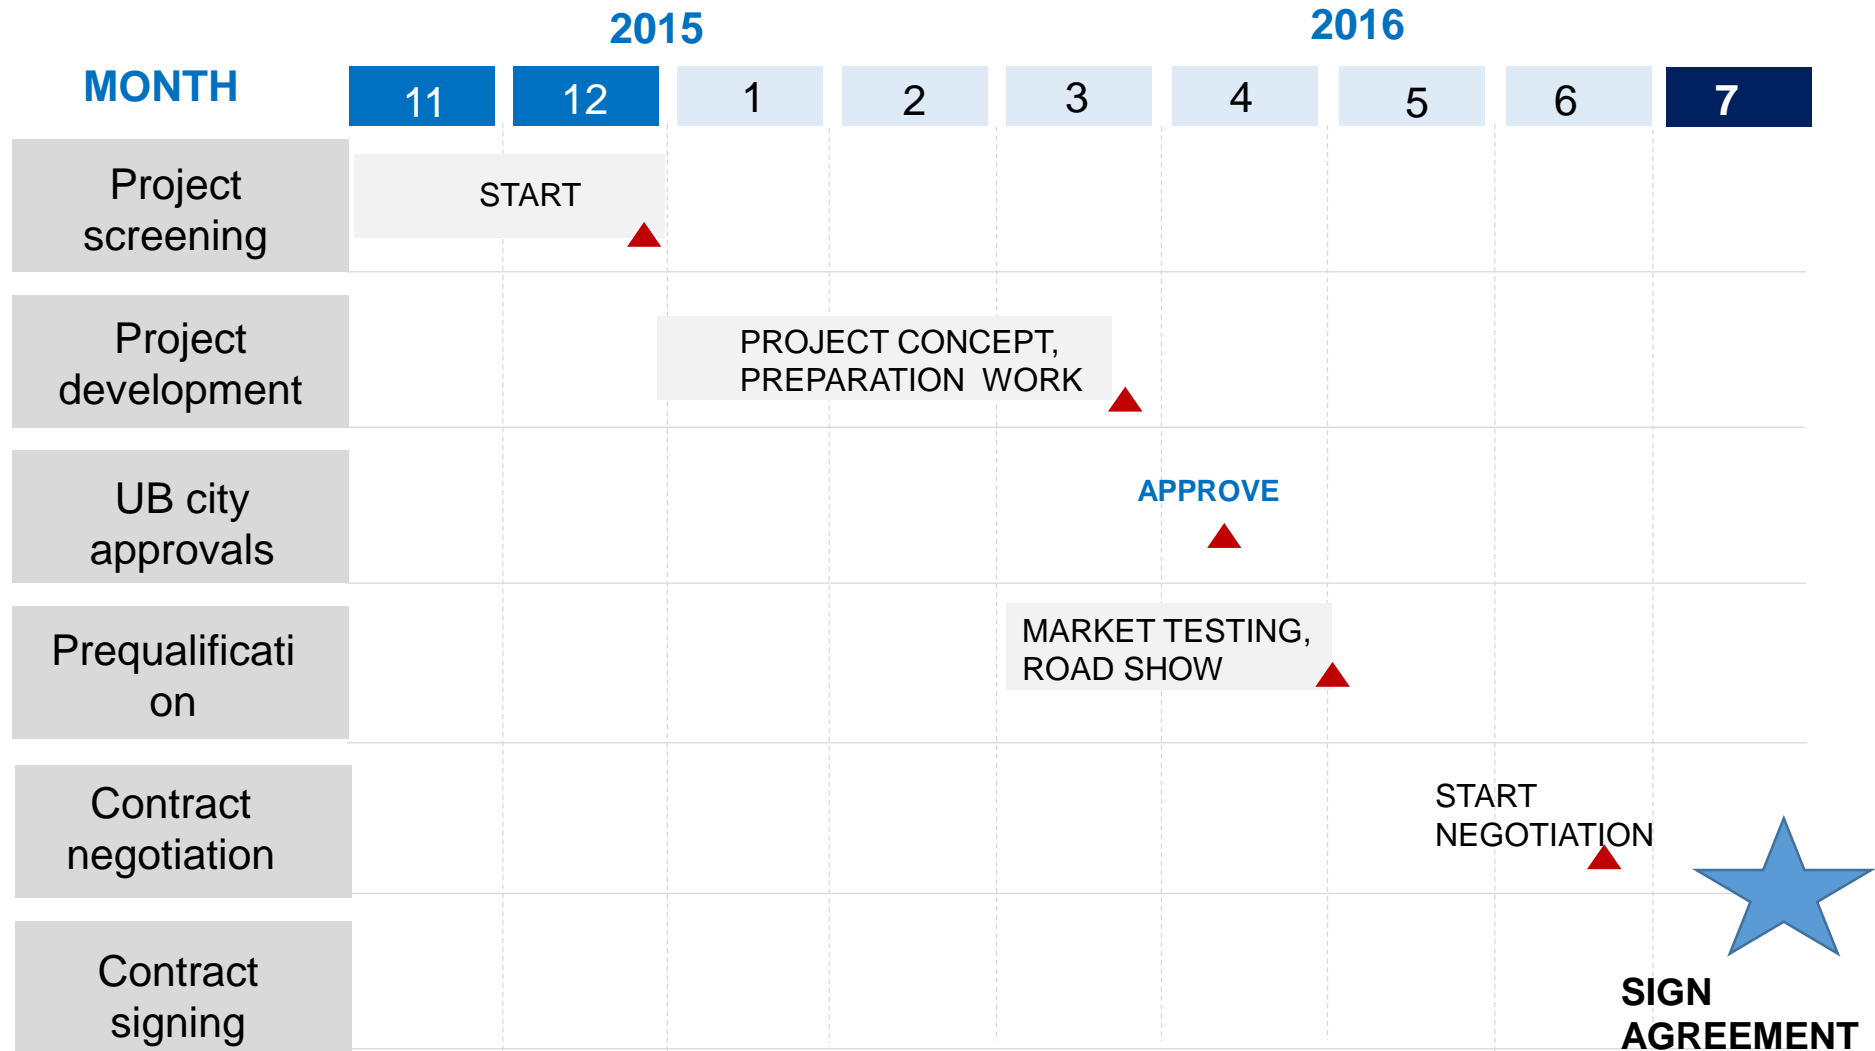 2015
2016
MONTH
11
12
1
2
3
4
5
6
7
Project
screening
START
Project
development
PROJECT CONCEPT,
PREPARATION WORK
UB city
approvals
APPROVE
Prequalificati
on
MARKET TESTING,
ROAD SHOW
Contract
negotiation
START
NEGOTIATION
Contract
signing
SIGN
AGREEMENT